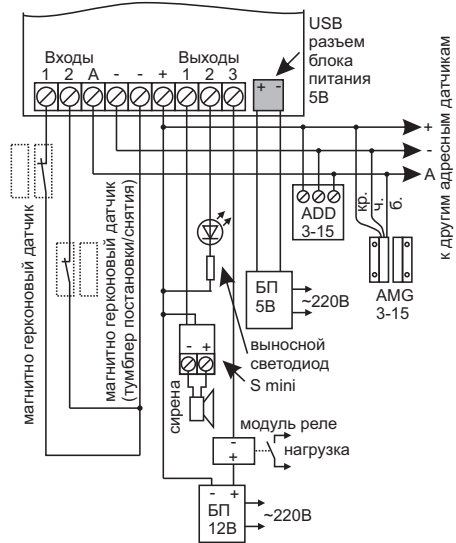 USB
разъем
блока
питания
5В
Входы
Выходы
1 2 А - - + 1 2 3
+ -
+
-
А
к другим адресным датчикам
ADD
3-15
кр.
ч.
б.
AMG
3-15
БП
5В
~220В
магнитно герконовый датчик
магнитно герконовый датчик
(тумблер постановки/снятия)
выносной
светодиод
- +
S mini
сирена
модуль реле
-
+
нагрузка
- +
БП
12В
~220В